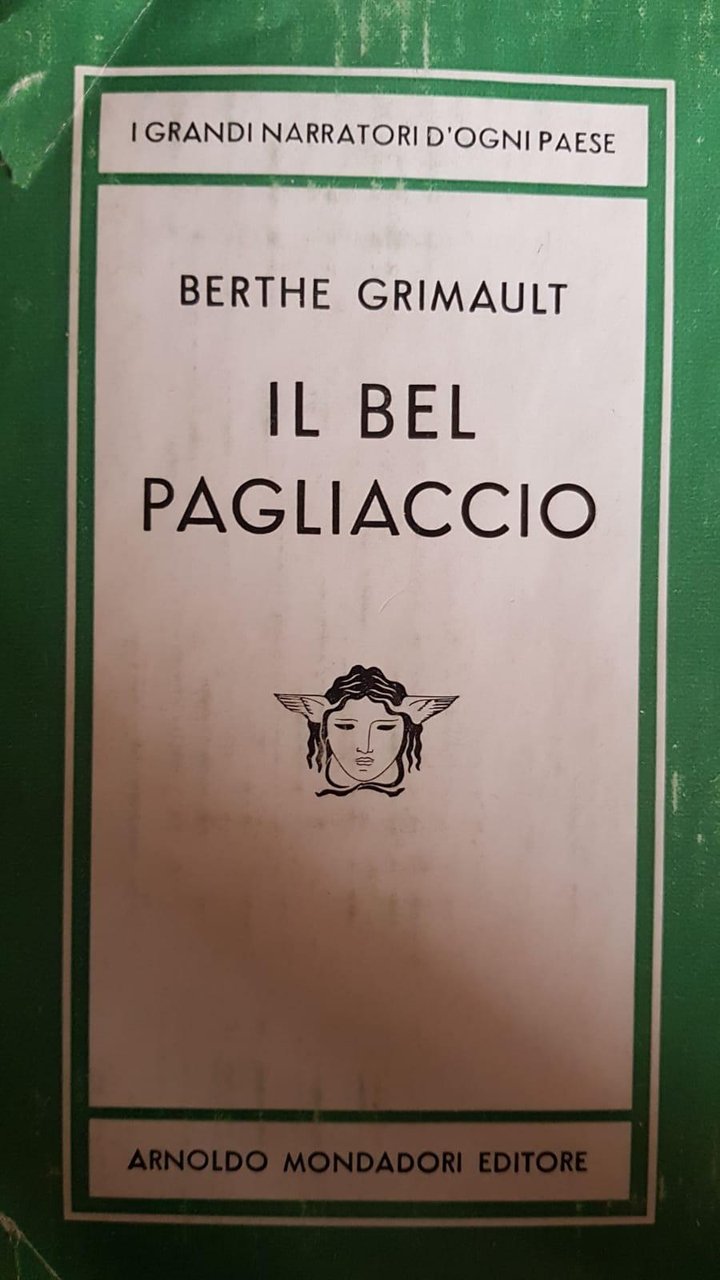 I GRANDI NARRATORI D'OGNI PAESE
BERTHE GRIMAULT
IL BEL
PAGLIACCIO
ARNOLDO MONDADORI EDITORE